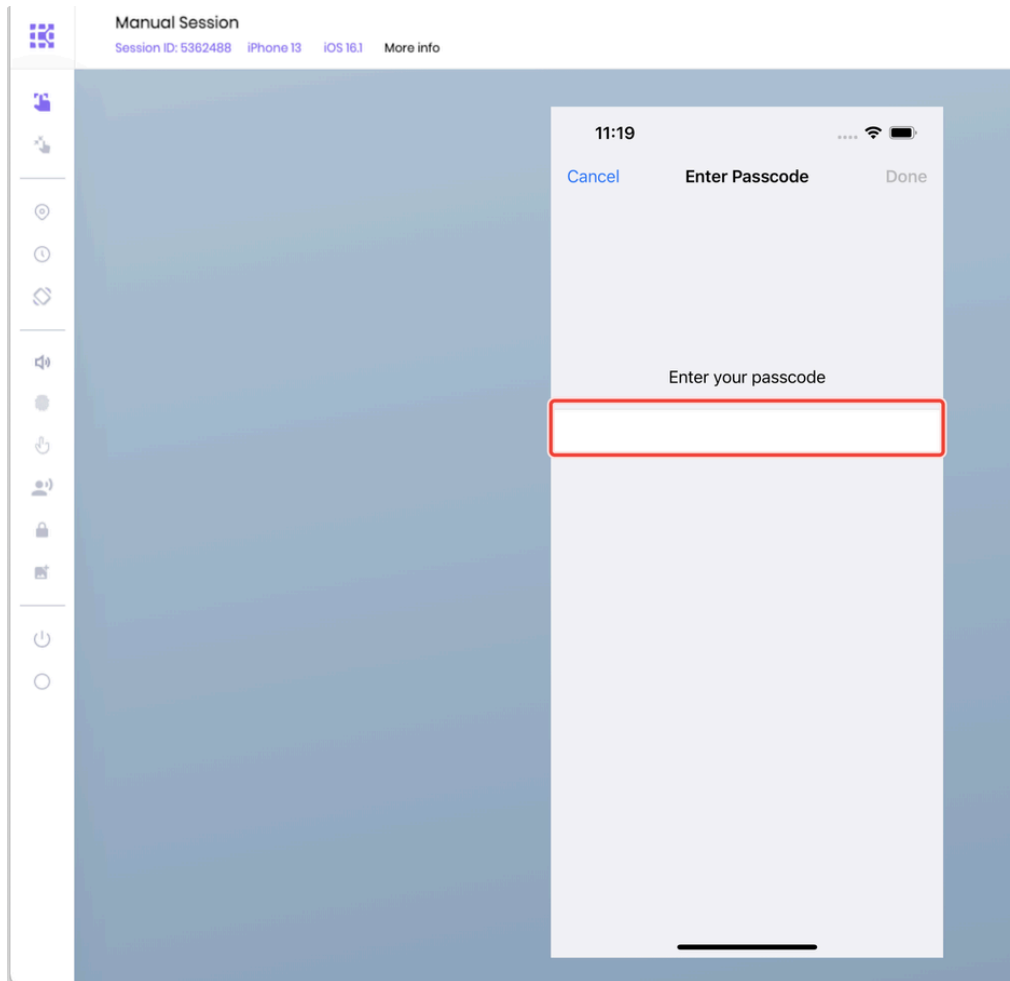 Manual Session
Session ID: 5362488 iPhone 13 iOS 16.1 More info
11:19
Cancel Enter Passcode Done
Enter your passcode